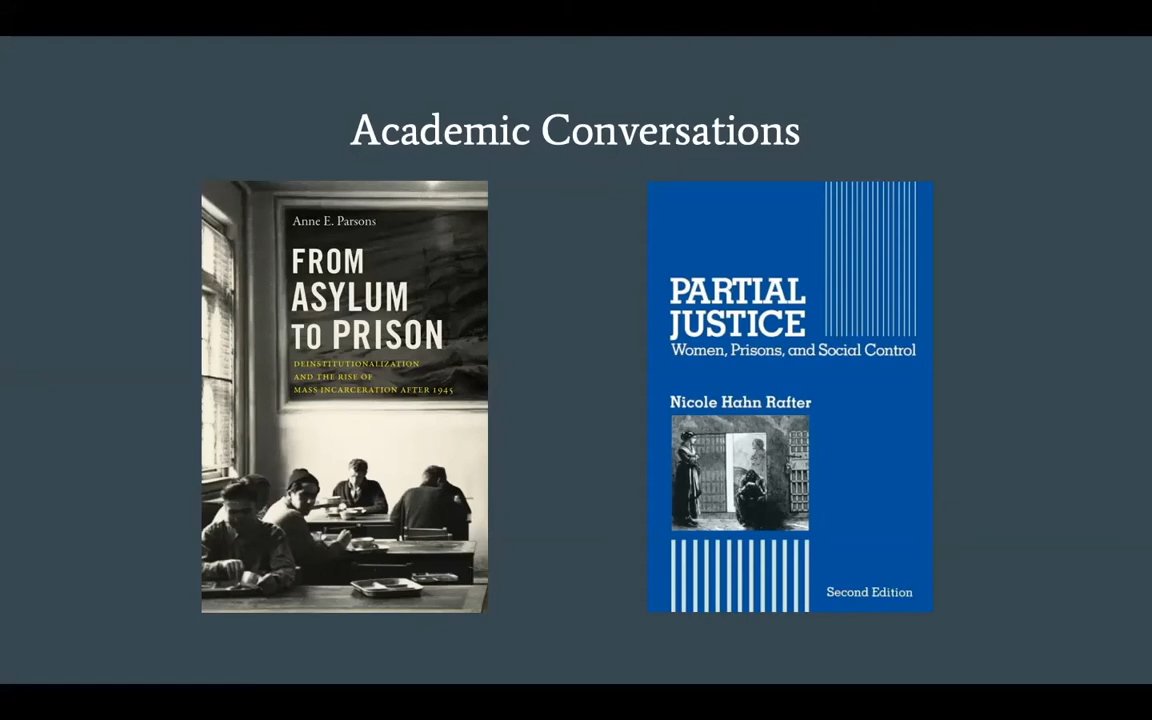 Academic Conversations
Anne E. Parsons
FROM
ASYLUM
TO PRISON
DEINSTITUTIONALIZATION
AND THE RISE OF
MASS INCARCERATION AFTER 1945
PARTIAL
JUSTICE
Women, Prisons, and Social Control
Nicole Hahn Rafter
Second Edition